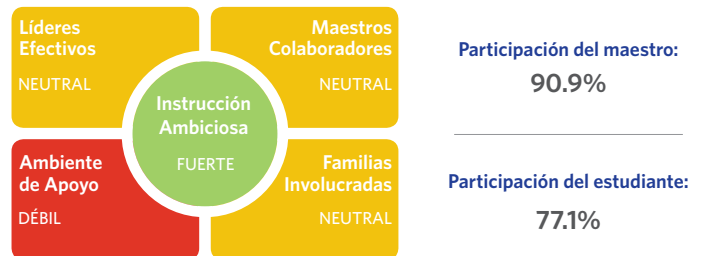 Líderes
Efectivos
NEUTRAL
Maestros
Colaboradores
NEUTRAL
Instrucción
Ambiciosa
FUERTE
Ambiente
de Apoyo
DÉBIL
Familias
Involucradas
NEUTRAL
Participación del maestro:
90.9%
Participación del estudiante:
77.1%